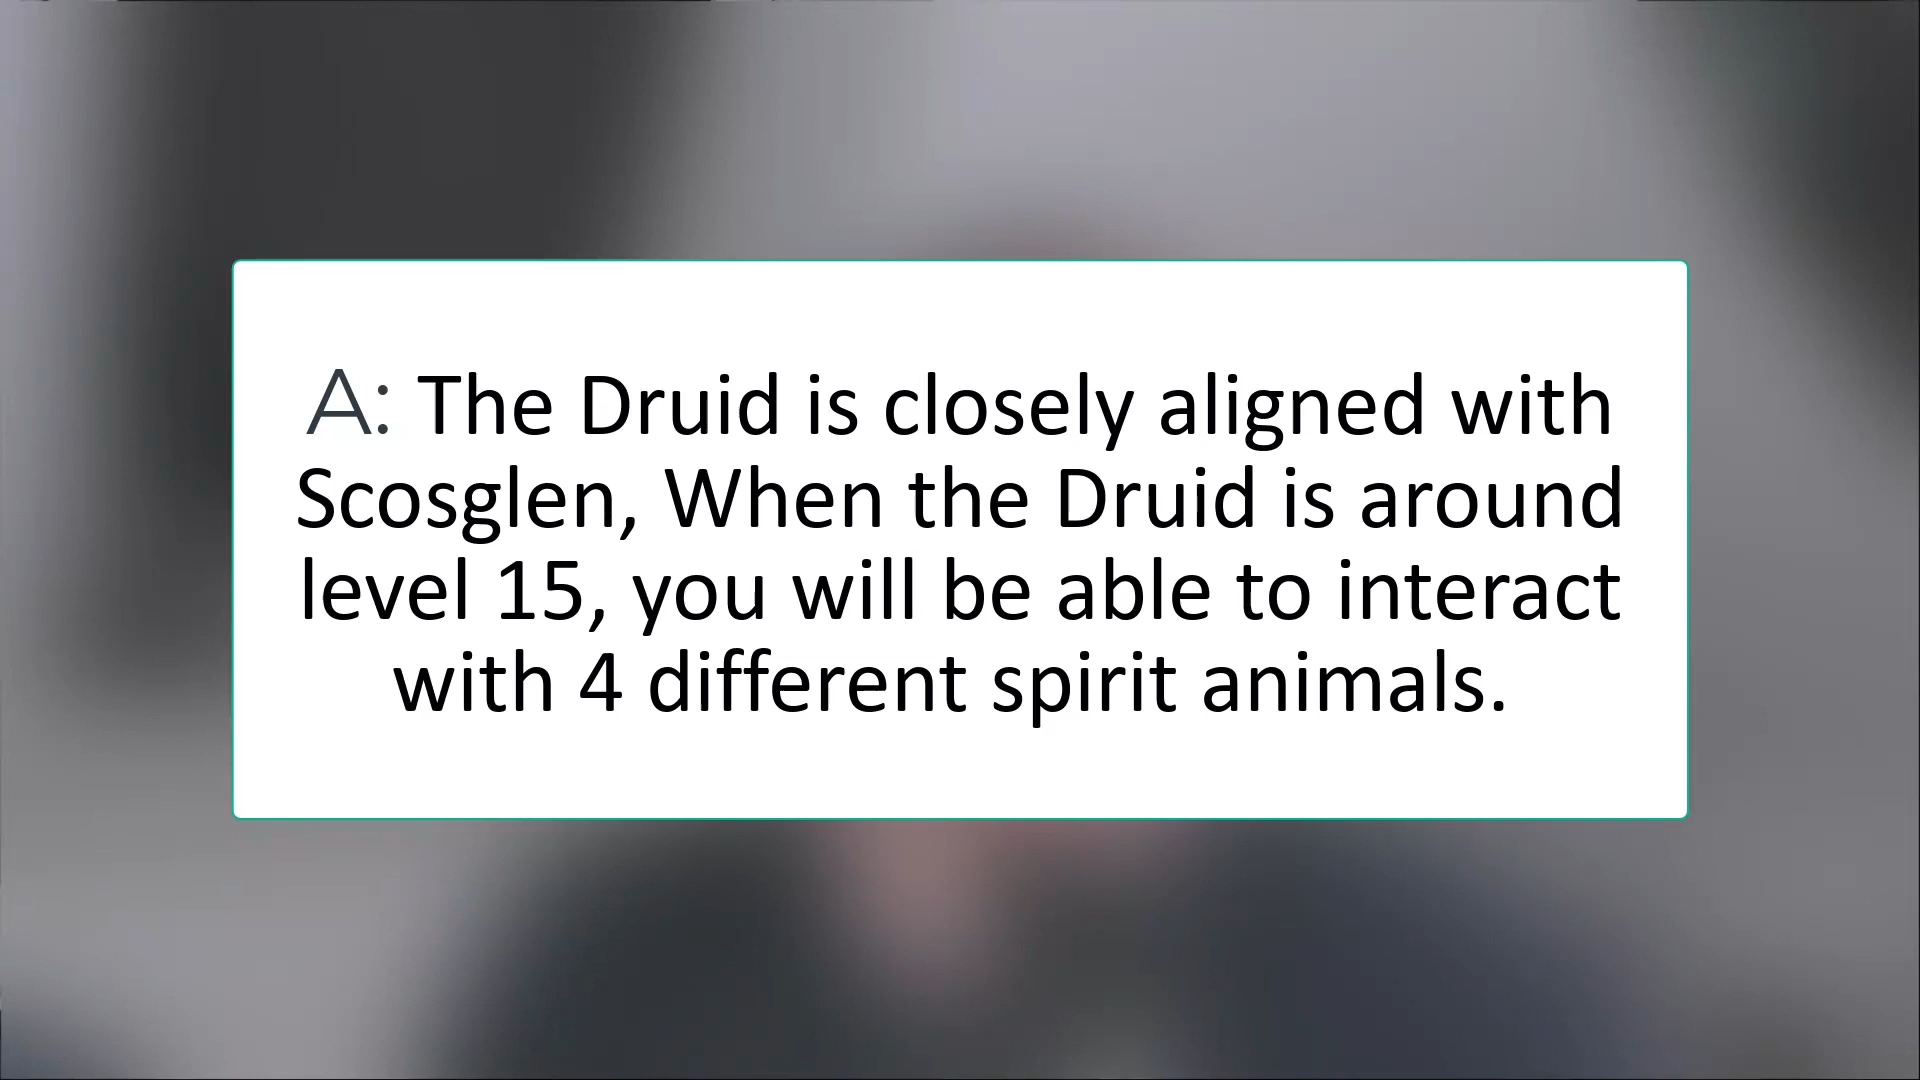 A: The Druid is closely aligned with
Scosglen, When the Druid is around
level 15, you will be able to interact
with 4 different spirit animals.